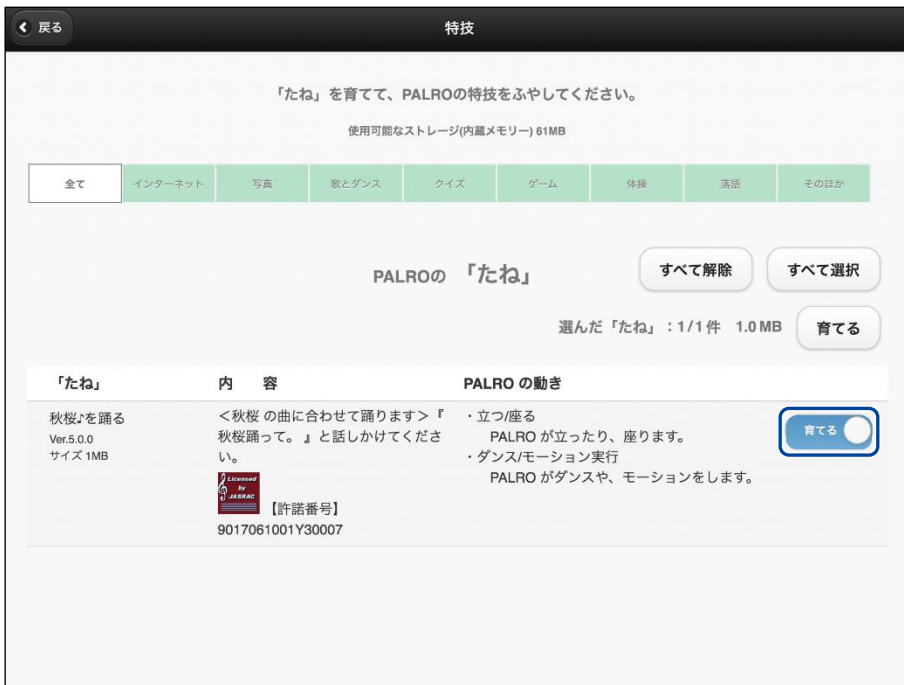 戻る
特技
「たね」を育てて、PALROの特技をふやしてください。
使用可能なストレージ(内蔵メモリー) 61MB
全て インターネット 写真 歌とダンス クイズ ゲーム 体操 落語 そのほか
PALROの 「たね」 すべて解除 すべて選択
選んだ「たね」：1/1件 1.0MB 育てる
「たね」 内 容 PALRO の動き
秋桜♪を踊る
Ver.5.0.0
サイズ 1MB
＜秋桜 の曲に合わせて踊ります＞『
秋桜踊って。 』と話しかけてくださ
い。
Licensed
by
JASRAC
【許諾番号】
9017061001Y30007
・立つ/座る
PALRO が立ったり、座ります。
・ダンス/モーション実行
PALRO がダンスや、モーションをします。
育てる